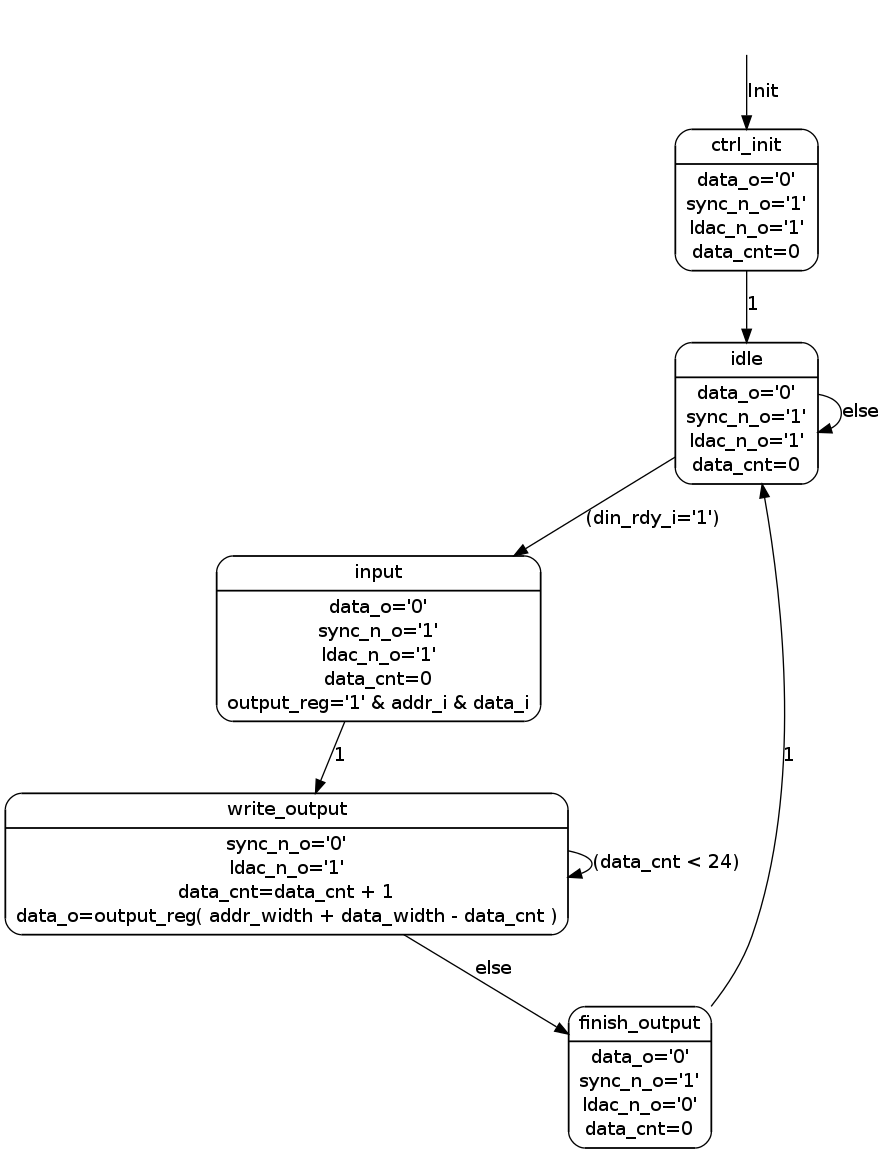 Init
ctrl_init
data_o='0'
sync_n_o='1'
ldac_n_o='1'
data_cnt=0
1
idle
data_o='0'
sync_n_o='1'
ldac_n_o='1'
data_cnt=0
else
(din_rdy_i='1')
input
data_o='0'
sync_n_o='1'
ldac_n_o='1'
data_cnt=0
output_reg='1' & addr_i & data_i
1
1
write_output
sync_n_o='0'
ldac_n_o='1'
data_cnt=data_cnt + 1
data_o=output_reg( addr_width + data_width - data_cnt )
(data_cnt < 24)
else
finish_output
data_o='0'
sync_n_o='1'
ldac_n_o='0'
data_cnt=0